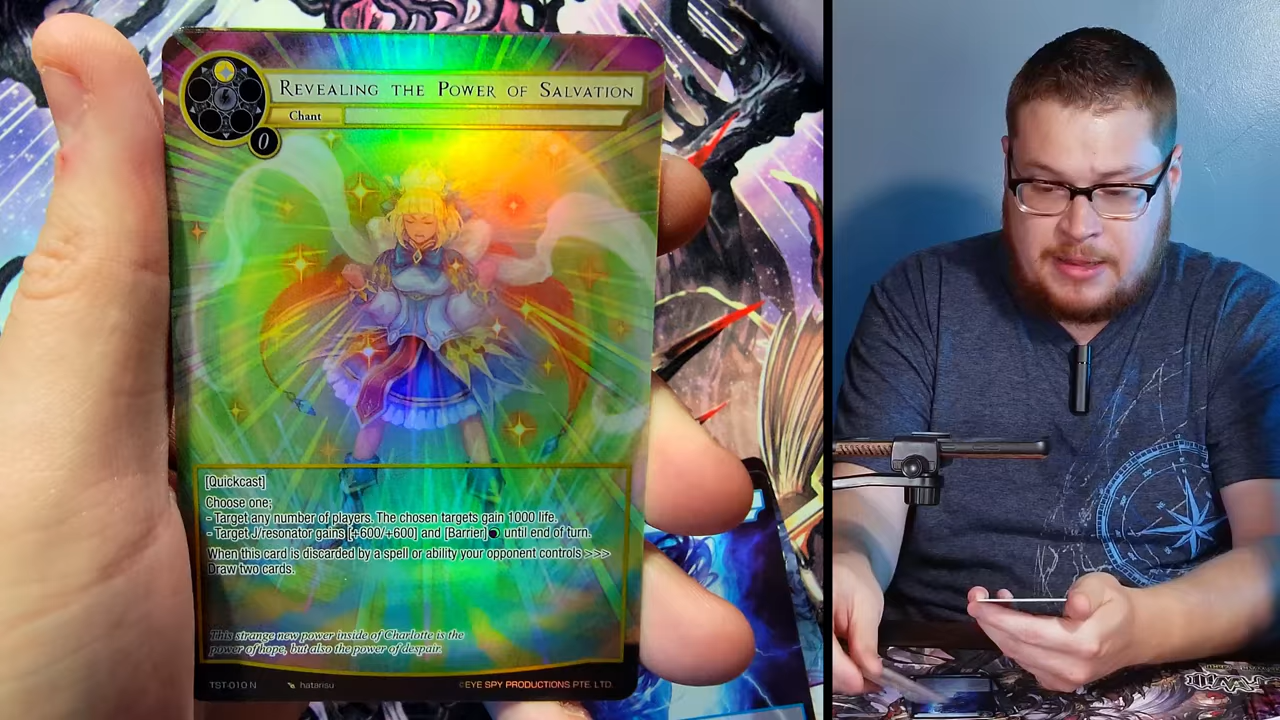 REVEALING THE POWER OF SALVATION
Chant
0
[Quickcast]
Choose one;
- Target any number of players. The chosen targets gain 1000 life.
- Target J/resonator gains [+600/+600] and [Barrier] until end of turn.
When this card is discarded by a spell or ability your opponent controls >>>
Draw two cards.
This strange new power inside of Charlotte is the
power of hope, but also the power of despair.
TST-010 N hatarisu ©EYE SPY PRODUCTIONS PTE. LTD.